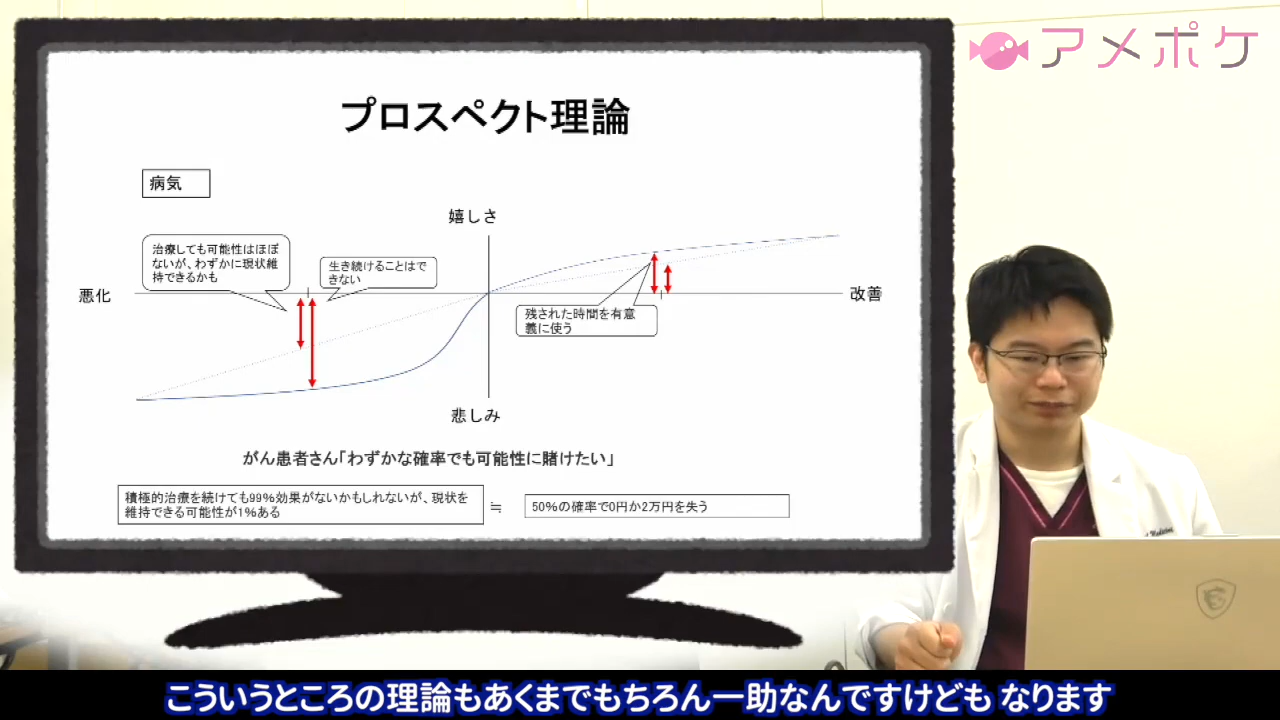 アメポケ
プロスペクト理論
病気
嬉しさ
治療しても可能性はほぼ
ないが、わずかに現状維
持できるかも
生き続けることはで
きない
悪化
改善
残された時間を有意
義に使う
悲しみ
がん患者さん「わずかな確率でも可能性に賭けたい」
積極的治療を続けても99%効果がないかもしれないが、現状を
維持できる可能性が1%ある
≒
50%の確率で0円か2万円を失う
こういうところの理論もあくまでもちろん一助なんですけども なります